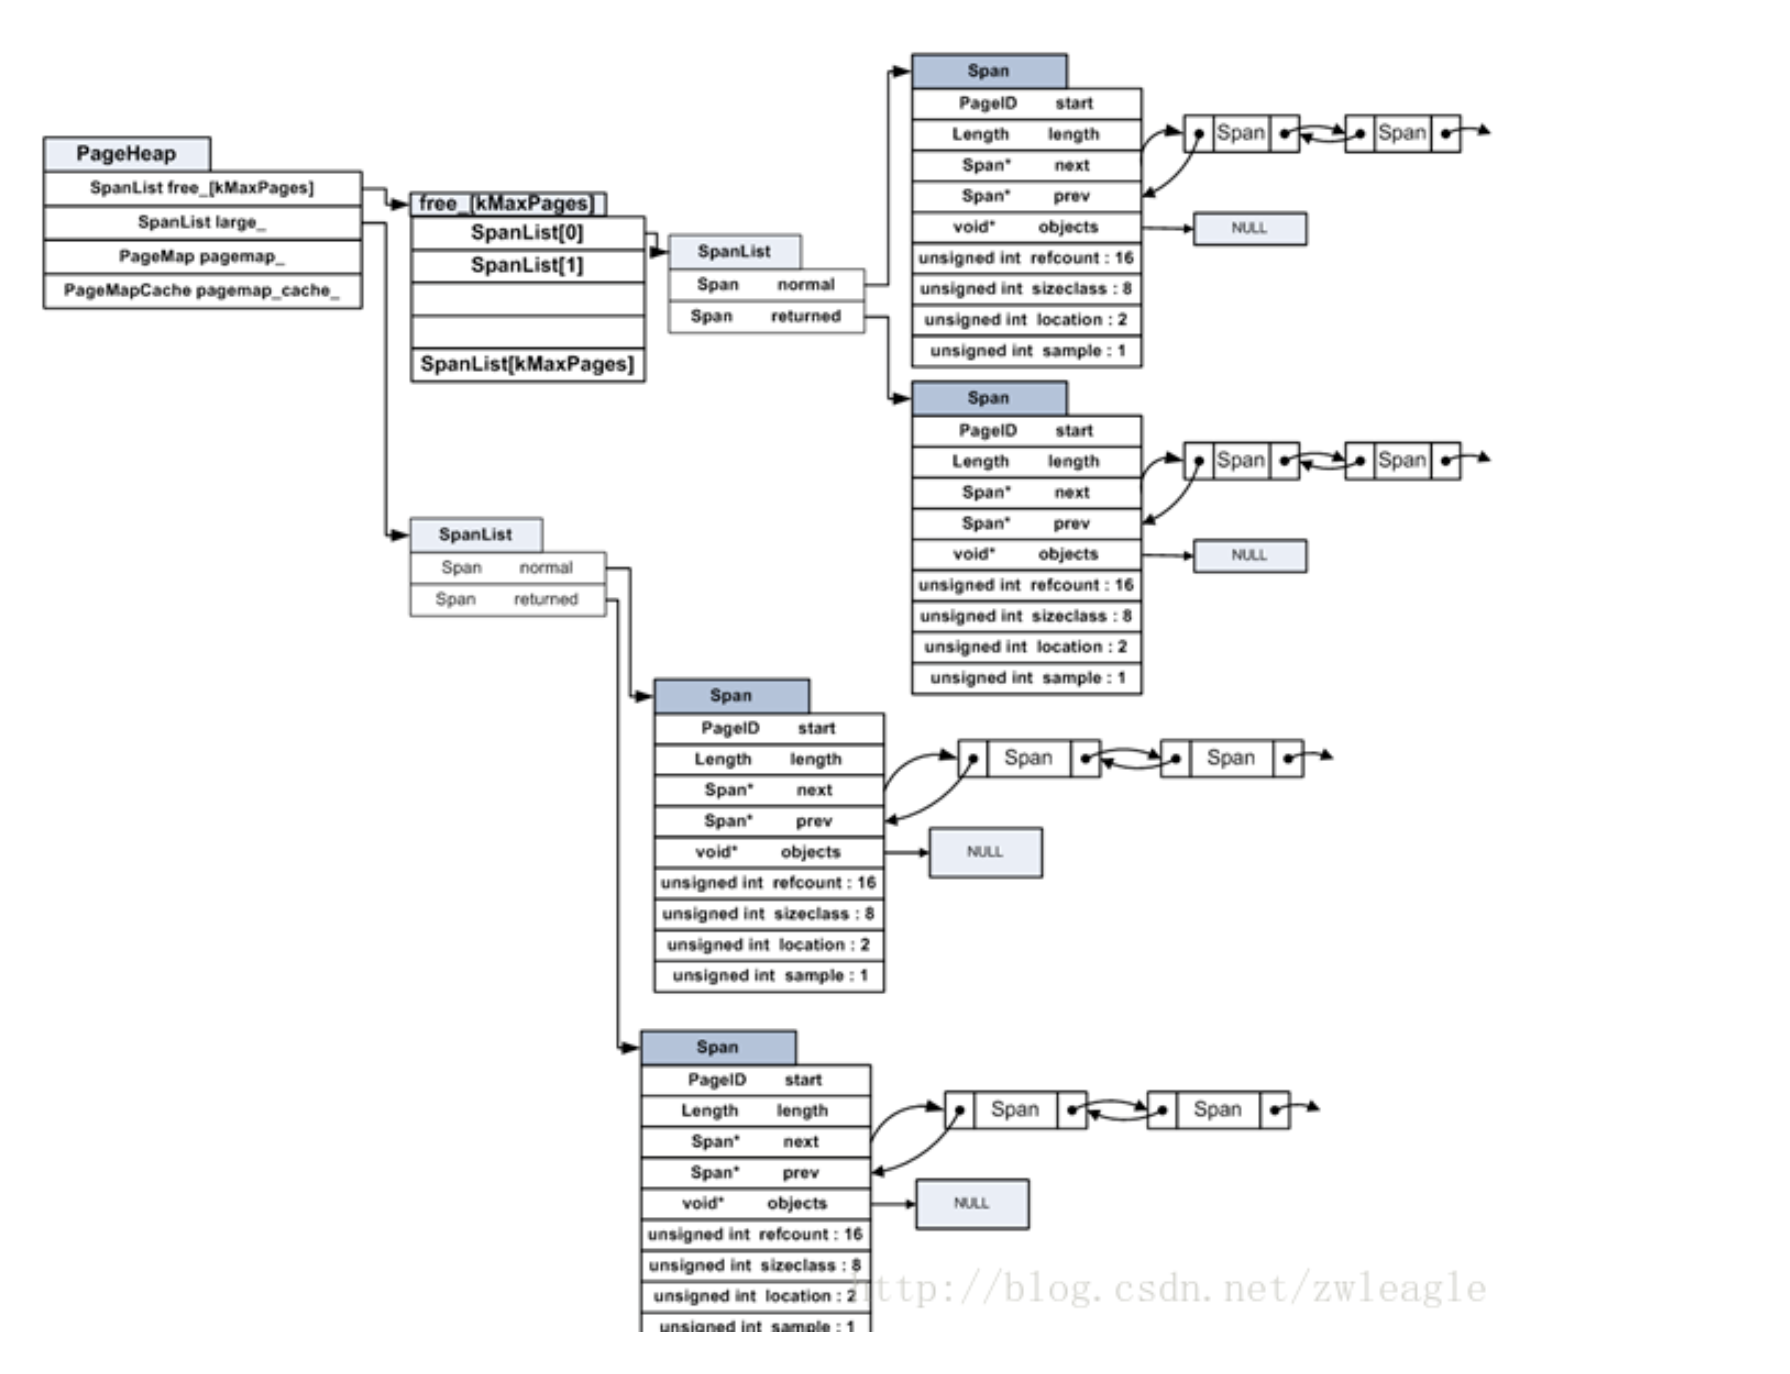 PageHeap
SpanList free_[kMaxPages]
SpanList large_
PageMap pagemap_
PageMapCache pagemap_cache_
free_[kMaxPages]
SpanList[0]
SpanList[1]
SpanList[kMaxPages]
SpanList
Span normal
Span returned
Span
PageID start
Length length
Span* next
Span* prev
void* objects
unsigned int refcount : 16
unsigned int sizeclass : 8
unsigned int location : 2
unsigned int sample : 1
Span
Span
NULL
Span
PageID start
Length length
Span* next
Span* prev
void* objects
unsigned int refcount : 16
unsigned int sizeclass : 8
unsigned int location : 2
unsigned int sample : 1
Span
Span
NULL
SpanList
Span normal
Span returned
Span
PageID start
Length length
Span* next
Span* prev
void* objects
unsigned int refcount : 16
unsigned int sizeclass : 8
unsigned int location : 2
unsigned int sample : 1
Span
Span
NULL
Span
PageID start
Length length
Span* next
Span* prev
void* objects
unsigned int refcount : 16
unsigned int sizeclass : 8
unsigned int location : 2
unsigned int sample : 1
Span
Span
NULL
http://blog.csdn.net/zwleagle